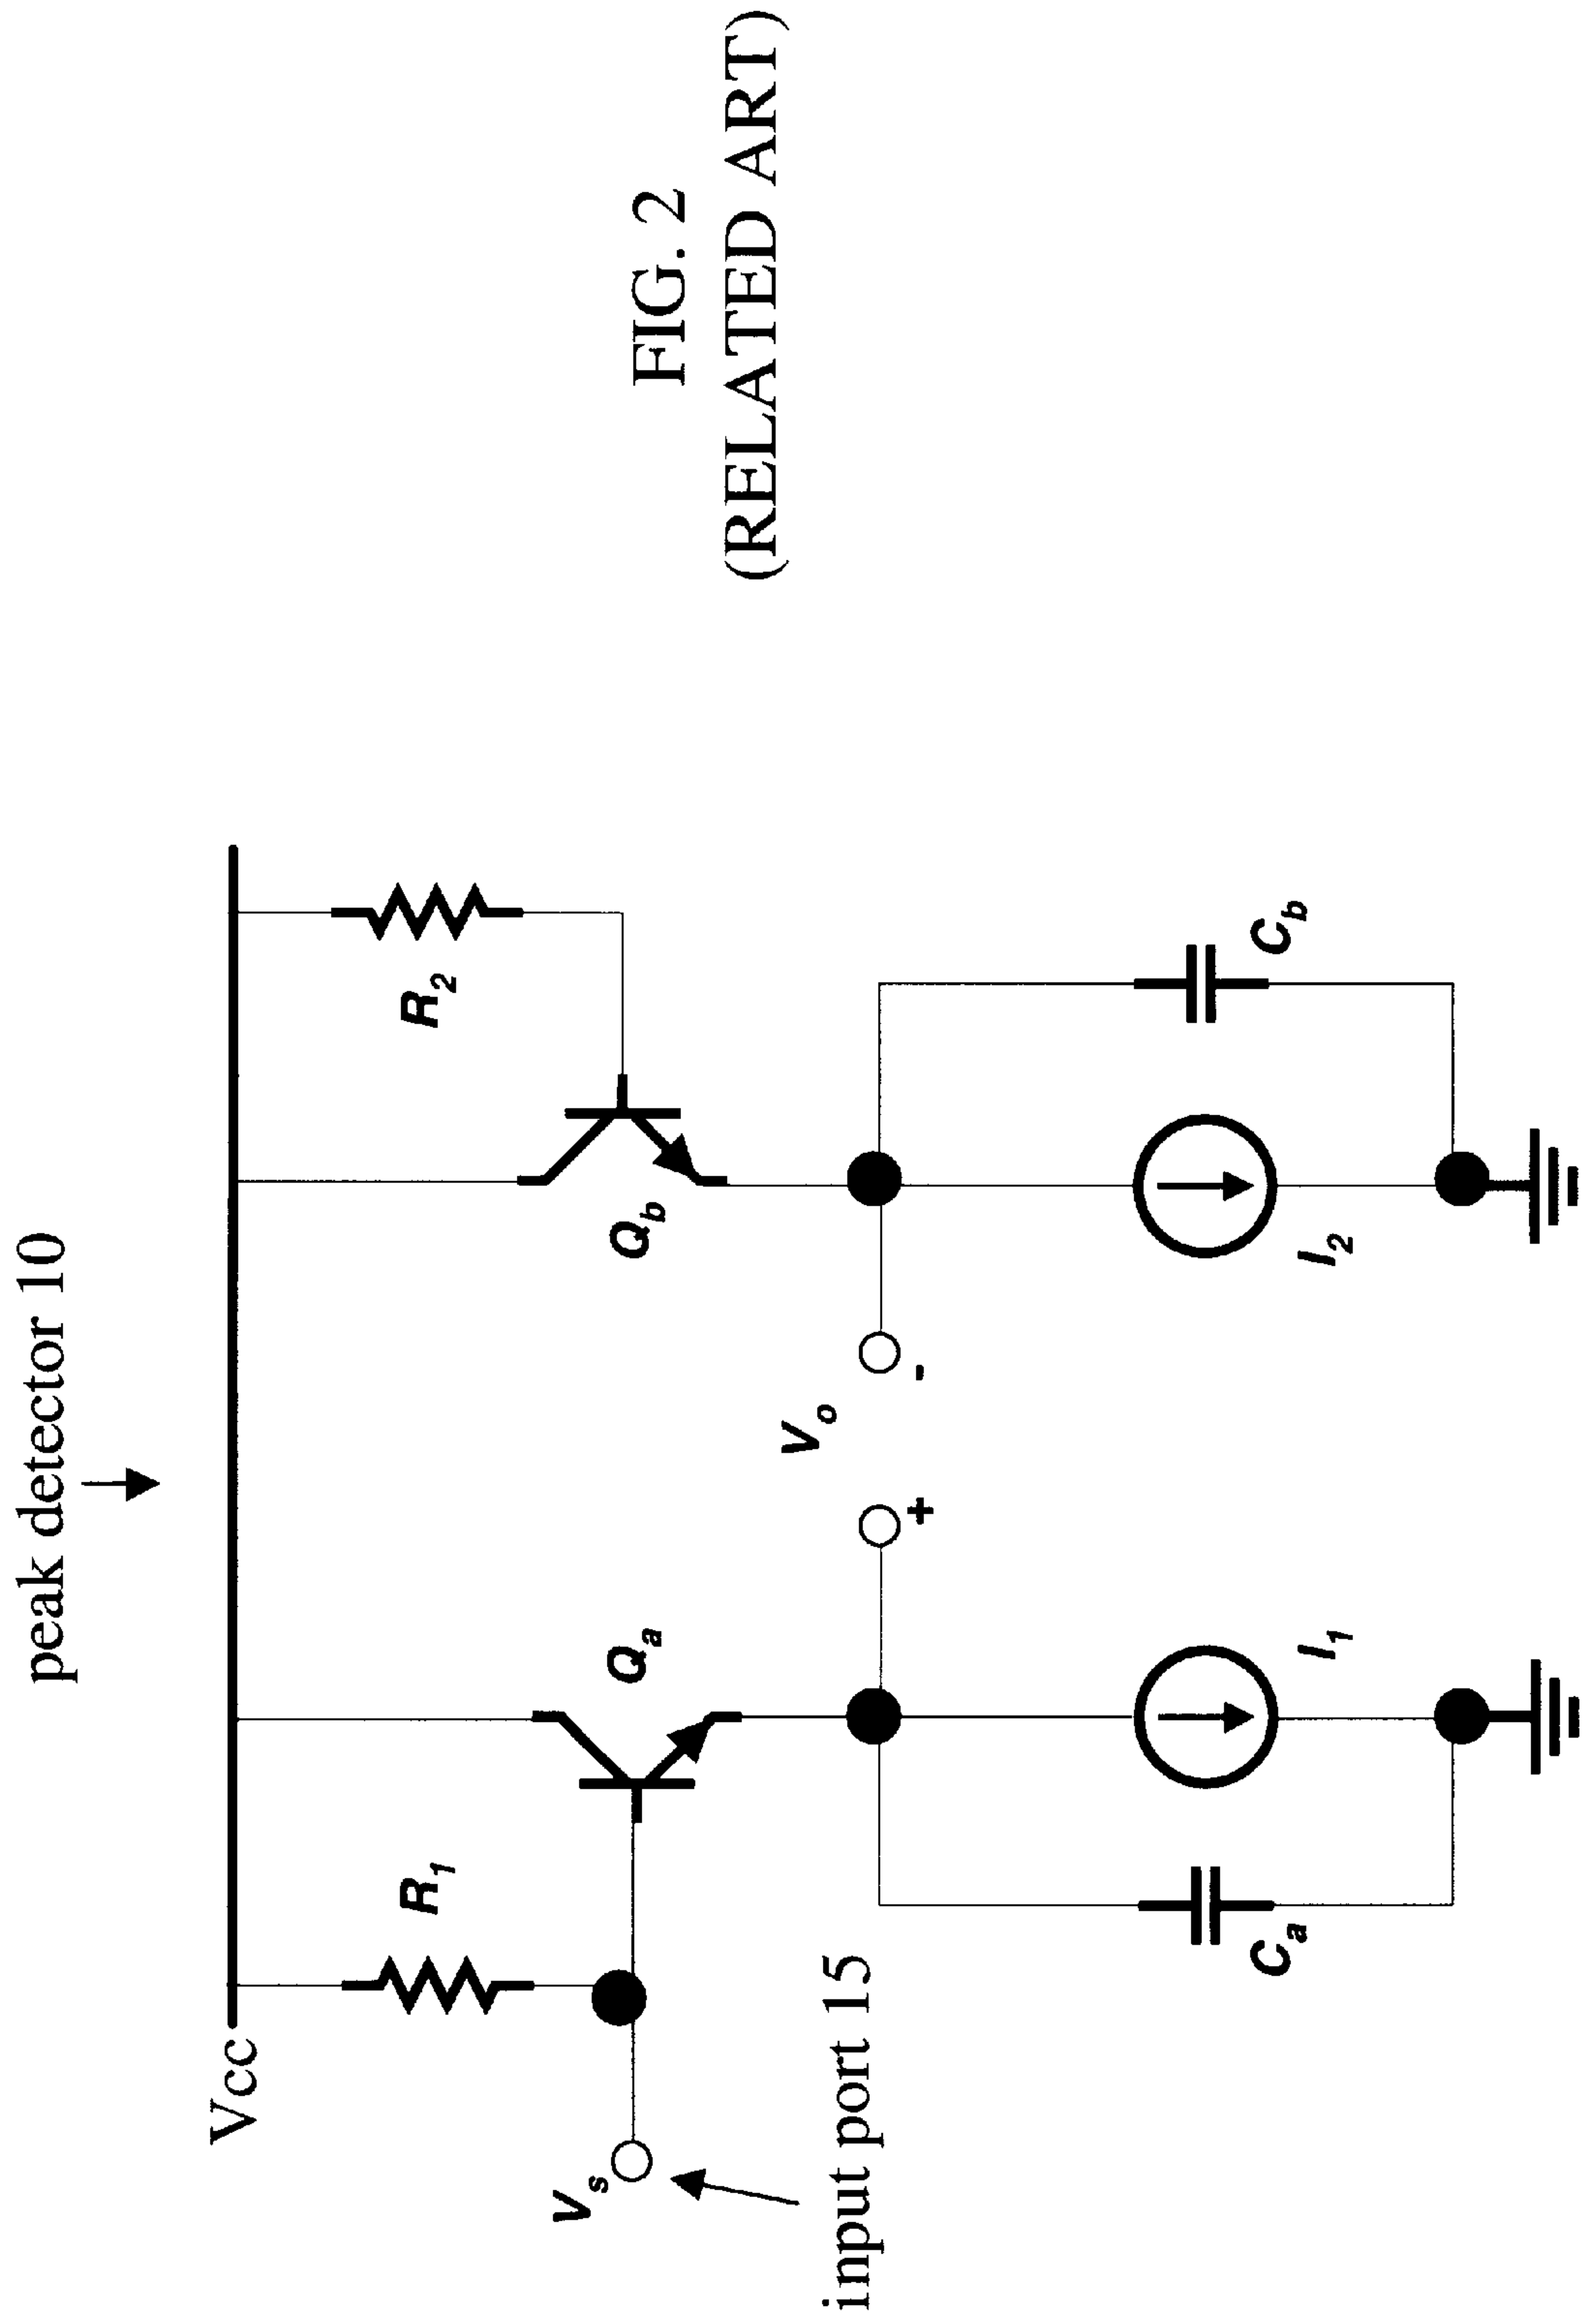 peak detector 10
Vcc
R1
R2
Vs
Qa
Qb
input port 15
Vo
+
-
Ca
I1
I2
Cb
FIG. 2
(RELATED ART)